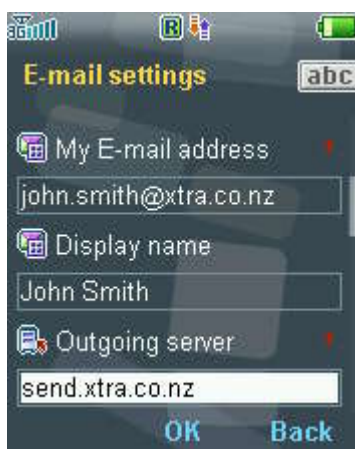 3G R
E-mail settings abc
My E-mail address *
john.smith@xtra.co.nz
Display name
John Smith
Outgoing server *
send.xtra.co.nz
OK Back